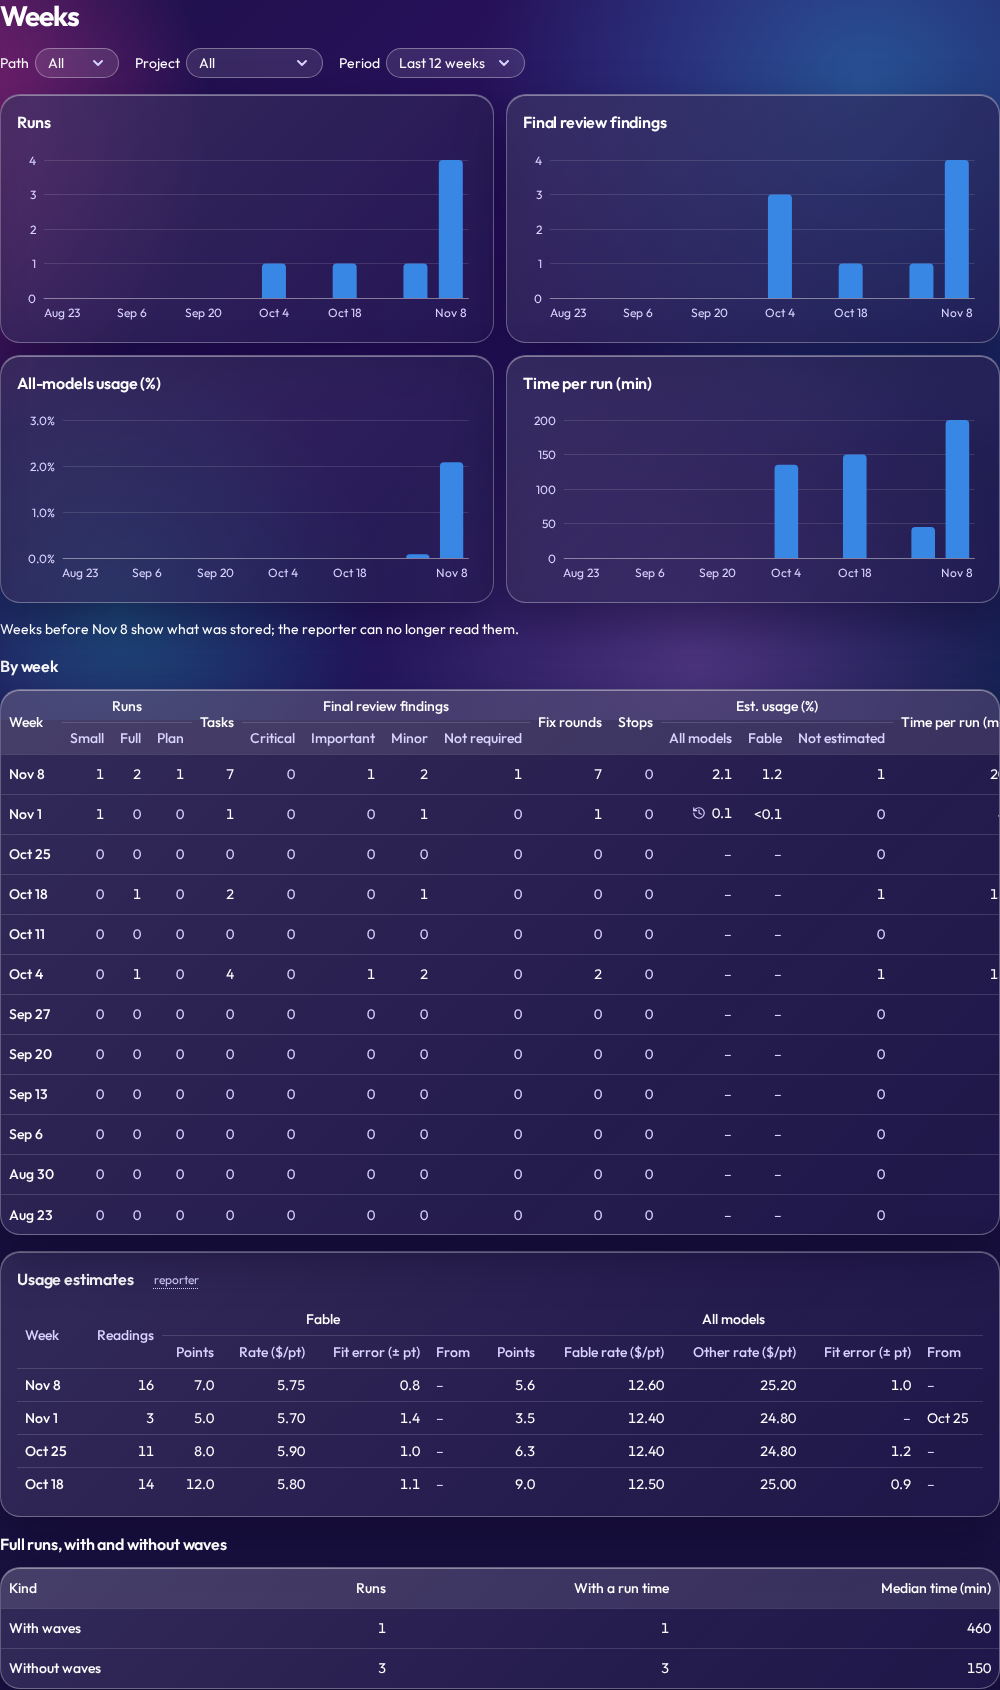 Weeks
Path All Project All Period Last 12 weeks
Runs
4
3
2
1
0
Aug 23 Sep 6 Sep 20 Oct 4 Oct 18 Nov 8
Final review findings
4
3
2
1
0
Aug 23 Sep 6 Sep 20 Oct 4 Oct 18 Nov 8
All-models usage (%)
3.0%
2.0%
1.0%
0.0%
Aug 23 Sep 6 Sep 20 Oct 4 Oct 18 Nov 8
Time per run (min)
200
150
100
50
0
Aug 23 Sep 6 Sep 20 Oct 4 Oct 18 Nov 8
Weeks before Nov 8 show what was stored; the reporter can no longer read them.
By week
Week Runs Tasks Final review findings Fix rounds Stops Est. usage (%) Time per run
Small Full Plan Critical Important Minor Not required All models Fable Not estimated
Nov 8 1 2 1 7 0 1 2 1 7 0 2.1 1.2 1
Nov 1 1 0 0 1 0 0 1 0 1 0 0.1 <0.1 0
Oct 25 0 0 0 0 0 0 0 0 0 0 – – 0
Oct 18 0 1 0 2 0 0 1 0 0 0 – – 1
Oct 11 0 0 0 0 0 0 0 0 0 0 – – 0
Oct 4 0 1 0 4 0 1 2 0 2 0 – – 1
Sep 27 0 0 0 0 0 0 0 0 0 0 – – 0
Sep 20 0 0 0 0 0 0 0 0 0 0 – – 0
Sep 13 0 0 0 0 0 0 0 0 0 0 – – 0
Sep 6 0 0 0 0 0 0 0 0 0 0 – – 0
Aug 30 0 0 0 0 0 0 0 0 0 0 – – 0
Aug 23 0 0 0 0 0 0 0 0 0 0 – – 0
Usage estimates reporter
Week Readings Fable All models
Points Rate ($/pt) Fit error (± pt) From Points Fable rate ($/pt) Other rate ($/pt) Fit error (± pt) From
Nov 8 16 7.0 5.75 0.8 – 5.6 12.60 25.20 1.0 –
Nov 1 3 5.0 5.70 1.4 – 3.5 12.40 24.80 – Oct 25
Oct 25 11 8.0 5.90 1.0 – 6.3 12.40 24.80 1.2 –
Oct 18 14 12.0 5.80 1.1 – 9.0 12.50 25.00 0.9 –
Full runs, with and without waves
Kind Runs With a run time Median time (min)
With waves 1 1 460
Without waves 3 3 150